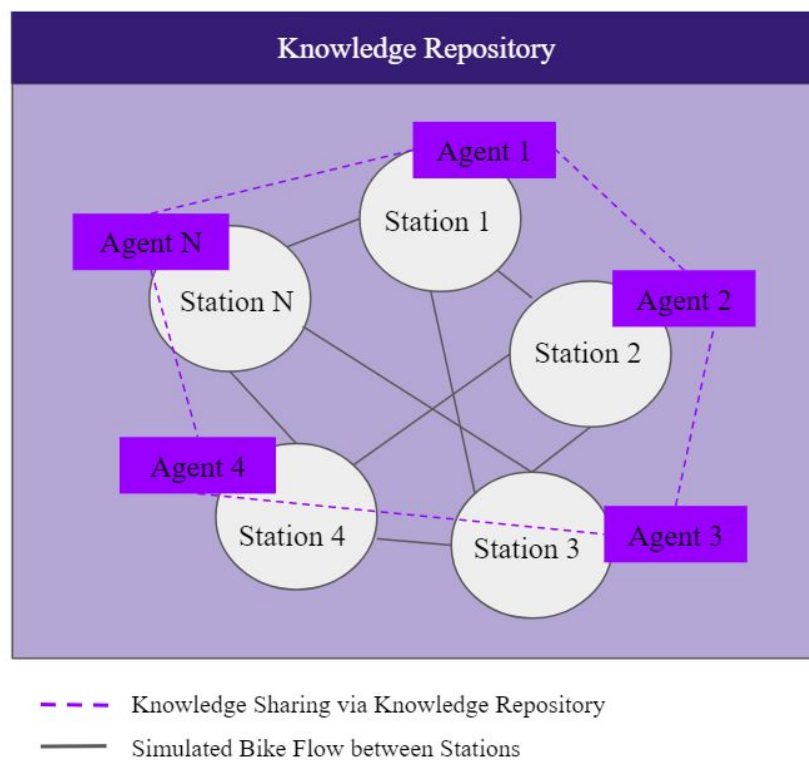 Knowledge Repository
Agent 1
Station 1
Agent N
Station N
Agent 2
Station 2
Agent 4
Station 4
Agent 3
Station 3
Knowledge Sharing via Knowledge Repository
Simulated Bike Flow between Stations